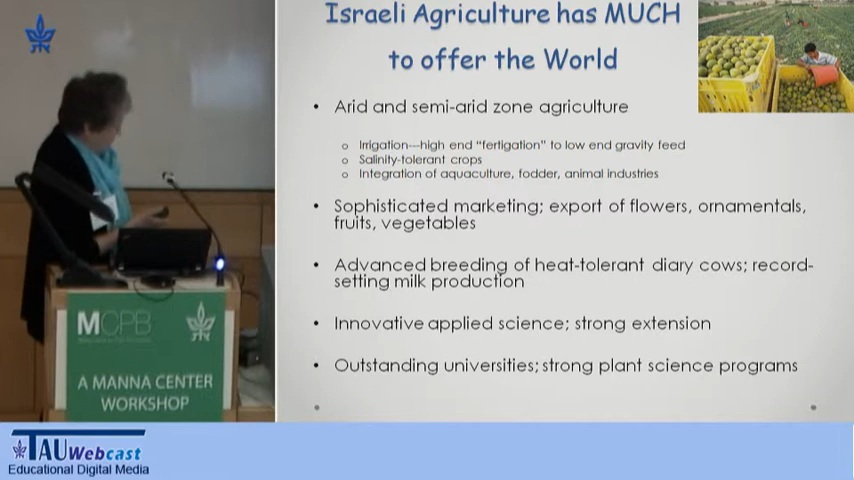 Israeli Agriculture has MUCH
to offer the World
• Arid and semi-arid zone agriculture
o Irrigation---high end "fertigation" to low end gravity feed
o Salinity-tolerant crops
o Integration of aquaculture, fodder, animal industries
• Sophisticated marketing; export of flowers, ornamentals,
fruits, vegetables
• Advanced breeding of heat-tolerant diary cows; record-
setting milk production
• Innovative applied science; strong extension
• Outstanding universities; strong plant science programs
MCPB
A MANNA CENTER
WORKSHOP
TAU Webcast
Educational Digital Media